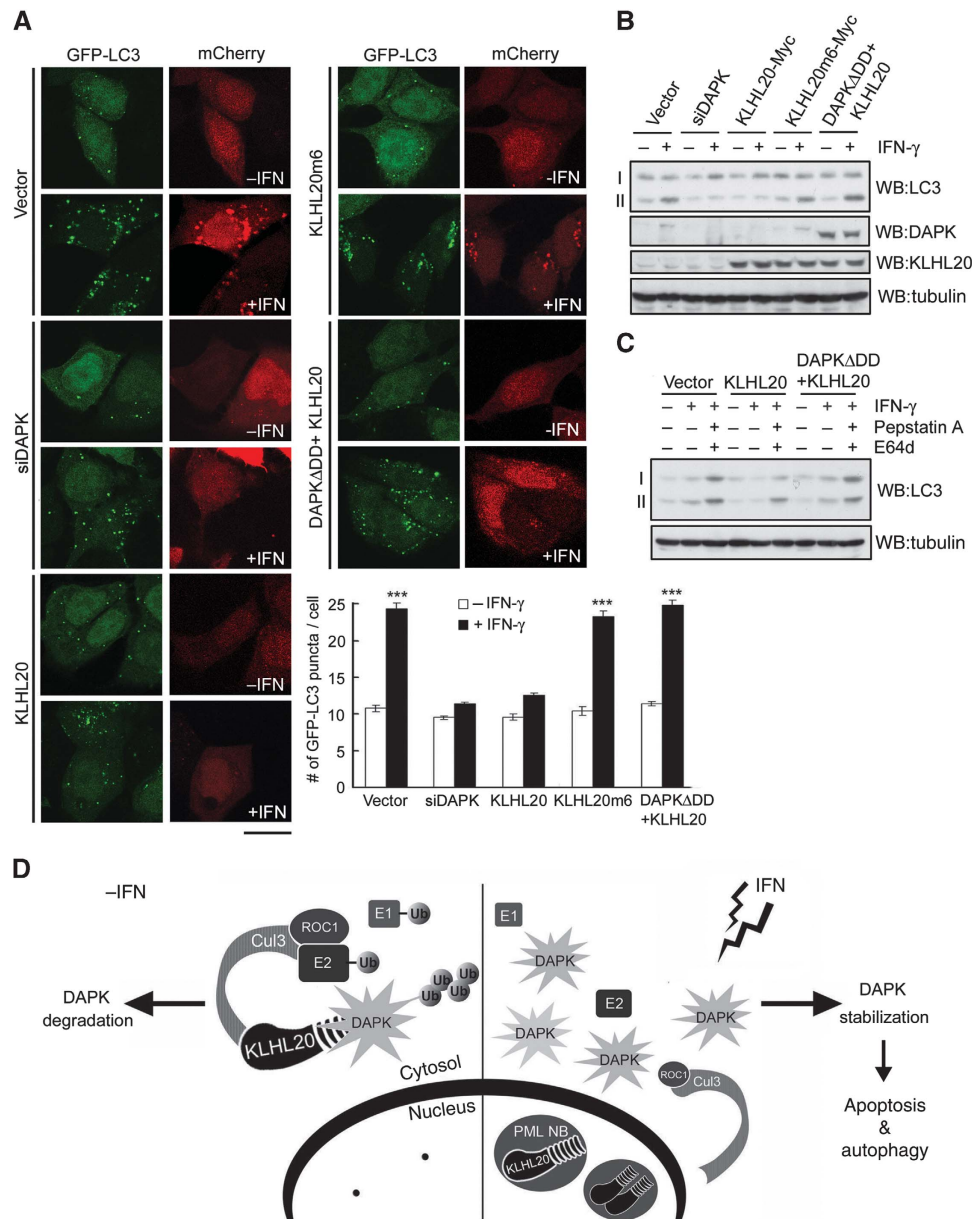 A
GFP-LC3
mCherry
Vector
–IFN
+IFN
siDAPK
–IFN
+IFN
KLHL20
–IFN
+IFN
GFP-LC3
mCherry
KLHL20m6
-IFN
+IFN
DAPKΔDD+ KLHL20
-IFN
+IFN
# of GFP-LC3 puncta / cell
25
20
15
10
5
0
– IFN-γ
+ IFN-γ
***
***
***
Vector
siDAPK
KLHL20
KLHL20m6
DAPKΔDD
+KLHL20
B
Vector
siDAPK
KLHL20-Myc
KLHL20m6-Myc
DAPKΔDD+
KLHL20
– + – + – + – + – + IFN-γ
I
II
WB:LC3
WB:DAPK
WB:KLHL20
WB:tubulin
C
Vector
KLHL20
DAPKΔDD
+KLHL20
– + + – + + – + + IFN-γ
– – + – – + – – + Pepstatin A
– – + – – + – – + E64d
I
II
WB:LC3
WB:tubulin
D
–IFN
Cul3
ROC1
E2
Ub
E1
Ub
Ub
Ub
Ub
Ub
DAPK
KLHL20
DAPK
degradation
Cytosol
Nucleus
IFN
E1
DAPK
E2
DAPK
DAPK
DAPK
ROC1
Cul3
PML NB
KLHL20
DAPK
stabilization
Apoptosis
&
autophagy